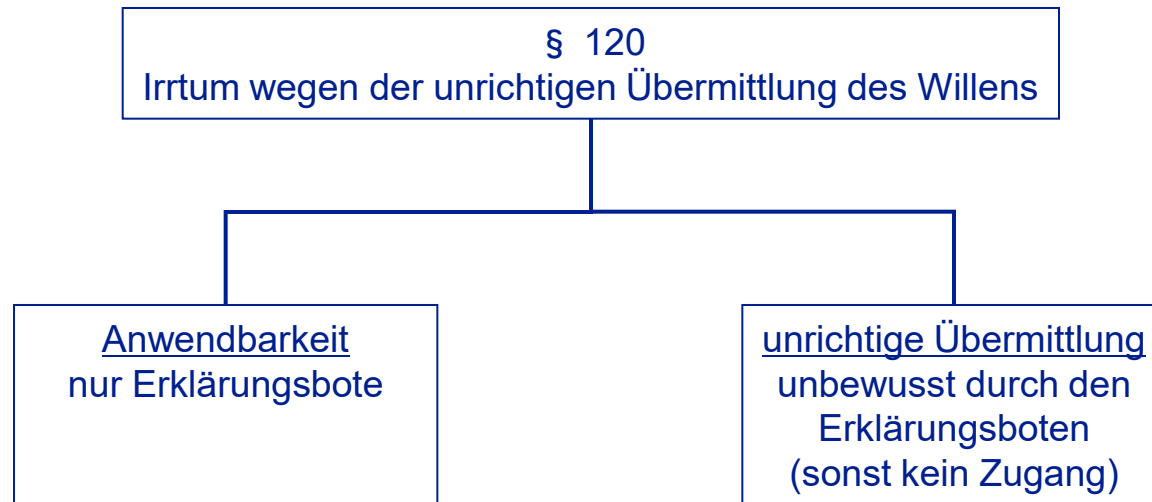 § 120
Irrtum wegen der unrichtigen Übermittlung des Willens
Anwendbarkeit
nur Erklärungsbote
unrichtige Übermittlung
unbewusst durch den
Erklärungsboten
(sonst kein Zugang)